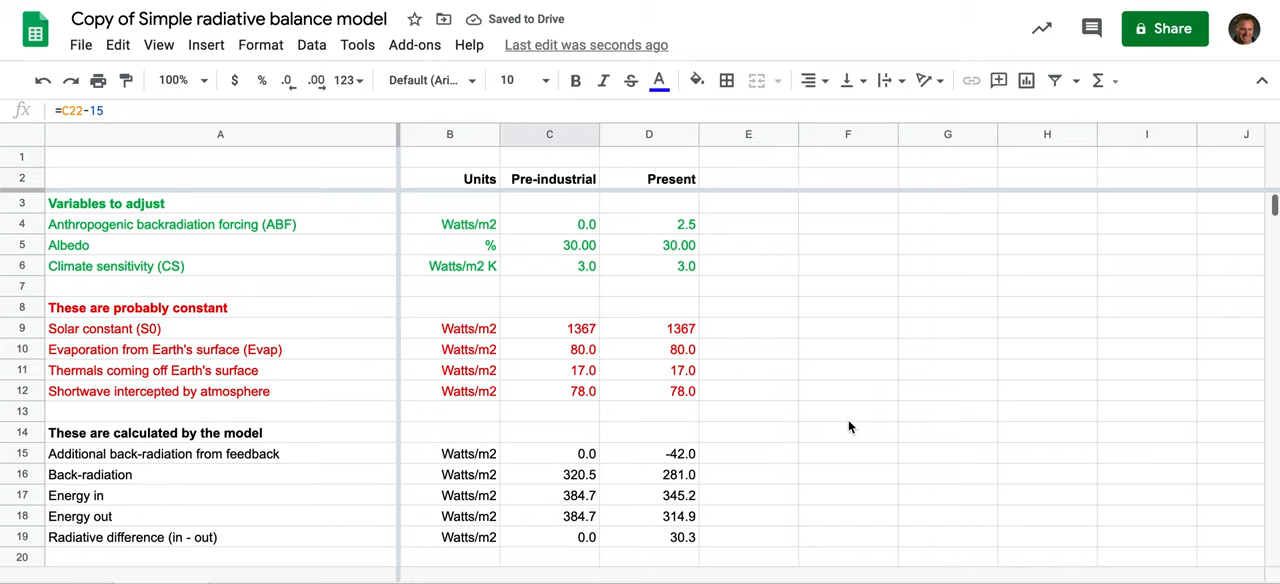 Copy of Simple radiative balance model Saved to Drive
File Edit View Insert Format Data Tools Add-ons Help Last edit was seconds ago
Share
100% $ % .0 .00 123 Default (Ari... 10 B I S A
fx =C22-15
A B C D E F G H I J
1
2 Units Pre-industrial Present
3 Variables to adjust
4 Anthropogenic backradiation forcing (ABF) Watts/m2 0.0 2.5
5 Albedo % 30.00 30.00
6 Climate sensitivity (CS) Watts/m2 K 3.0 3.0
7
8 These are probably constant
9 Solar constant (S0) Watts/m2 1367 1367
10 Evaporation from Earth's surface (Evap) Watts/m2 80.0 80.0
11 Thermals coming off Earth's surface Watts/m2 17.0 17.0
12 Shortwave intercepted by atmosphere Watts/m2 78.0 78.0
13
14 These are calculated by the model
15 Additional back-radiation from feedback Watts/m2 0.0 -42.0
16 Back-radiation Watts/m2 320.5 281.0
17 Energy in Watts/m2 384.7 345.2
18 Energy out Watts/m2 384.7 314.9
19 Radiative difference (in - out) Watts/m2 0.0 30.3
20